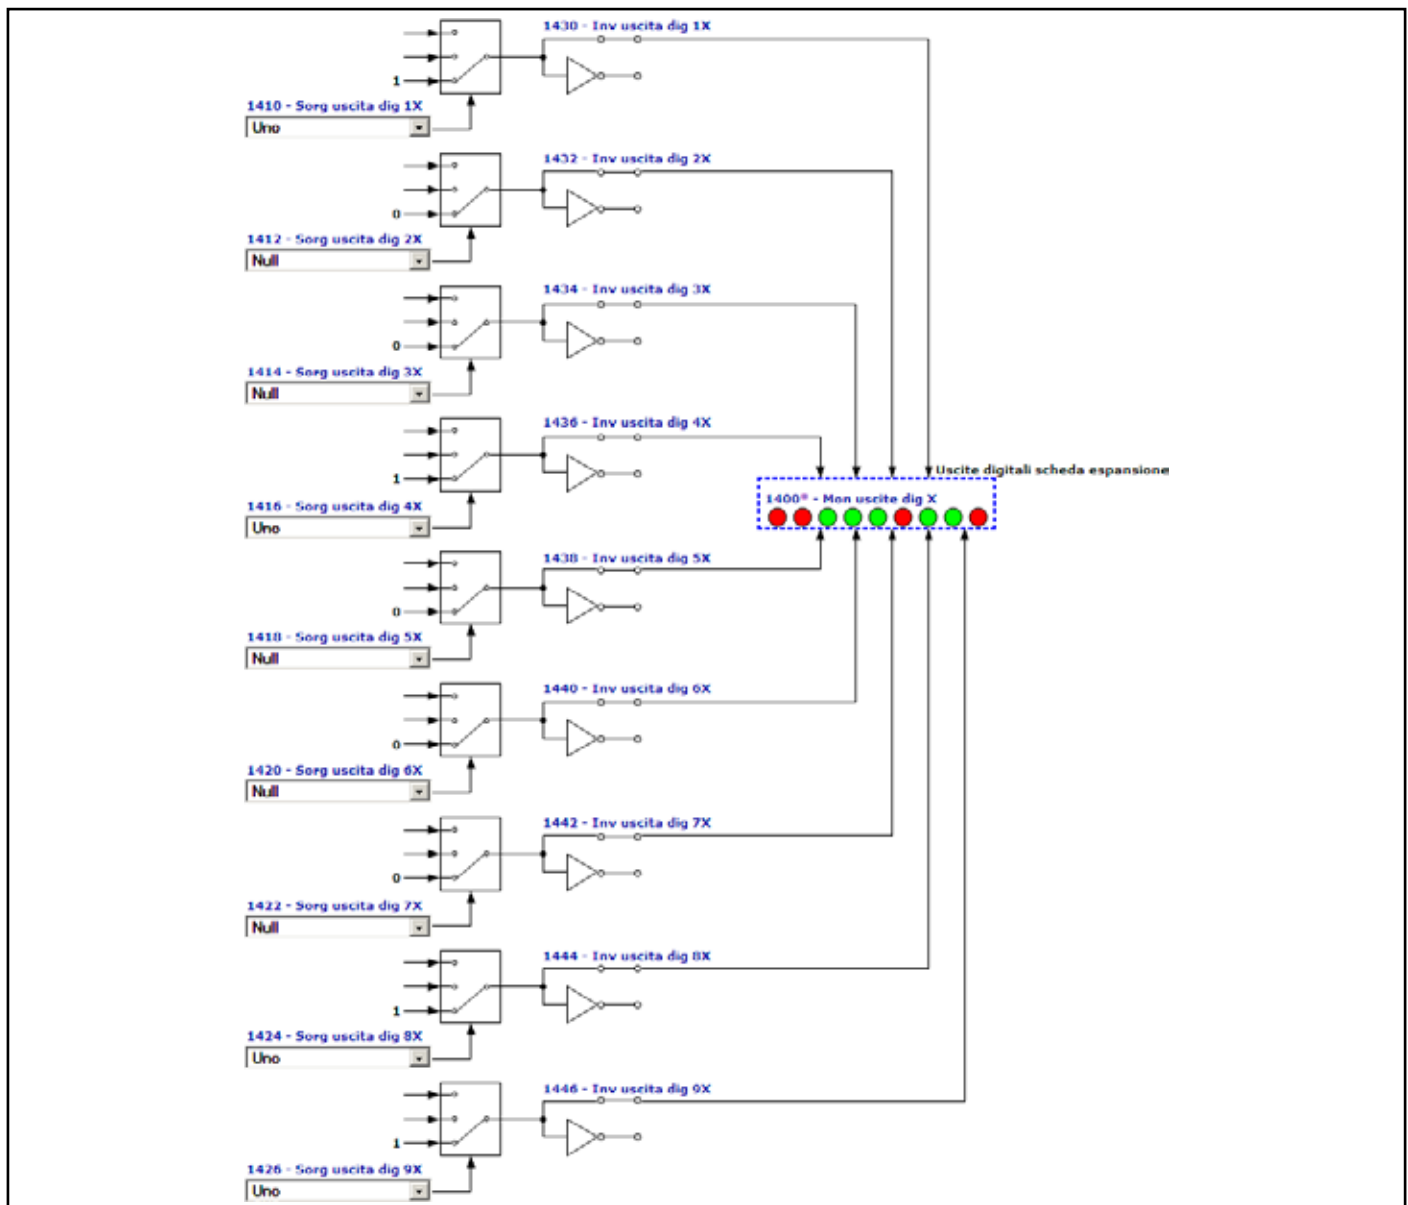 1430 - Inv uscita dig 1X
1
1410 - Sorg uscita dig 1X
Uno
1432 - Inv uscita dig 2X
0
1412 - Sorg uscita dig 2X
Null
1434 - Inv uscita dig 3X
0
1414 - Sorg uscita dig 3X
Null
1436 - Inv uscita dig 4X
1
1416 - Sorg uscita dig 4X
Uno
Uscite digitali scheda espansione
1400* - Mon uscite dig X
1438 - Inv uscita dig 5X
0
1418 - Sorg uscita dig 5X
Null
1440 - Inv uscita dig 6X
0
1420 - Sorg uscita dig 6X
Null
1442 - Inv uscita dig 7X
0
1422 - Sorg uscita dig 7X
Null
1444 - Inv uscita dig 8X
1
1424 - Sorg uscita dig 8X
Uno
1446 - Inv uscita dig 9X
1
1426 - Sorg uscita dig 9X
Uno